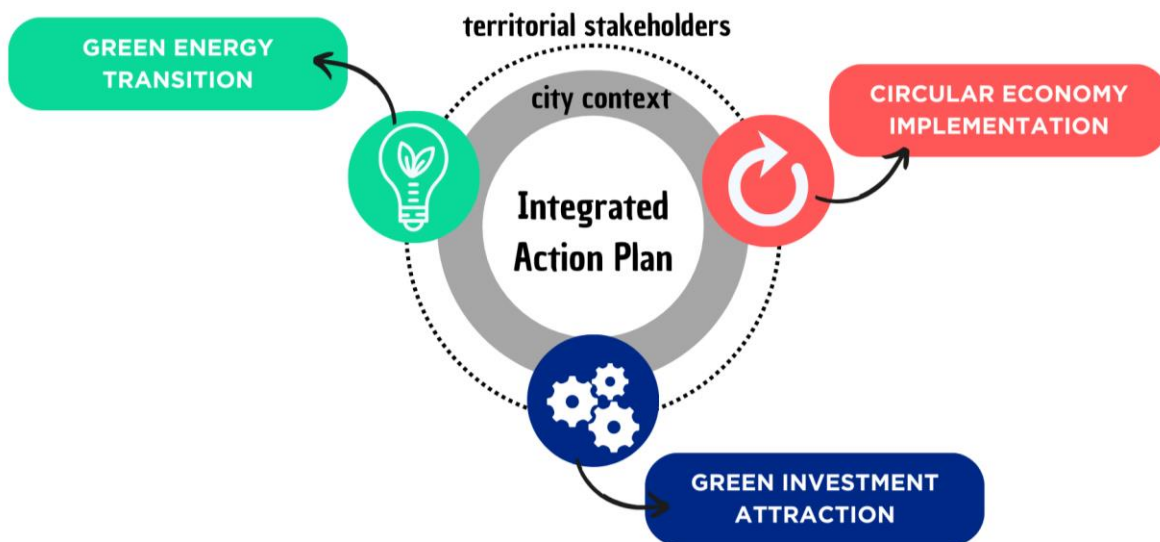 territorial stakeholders
GREEN ENERGY
TRANSITION
city context
CIRCULAR ECONOMY
IMPLEMENTATION
Integrated
Action Plan
GREEN INVESTMENT
ATTRACTION